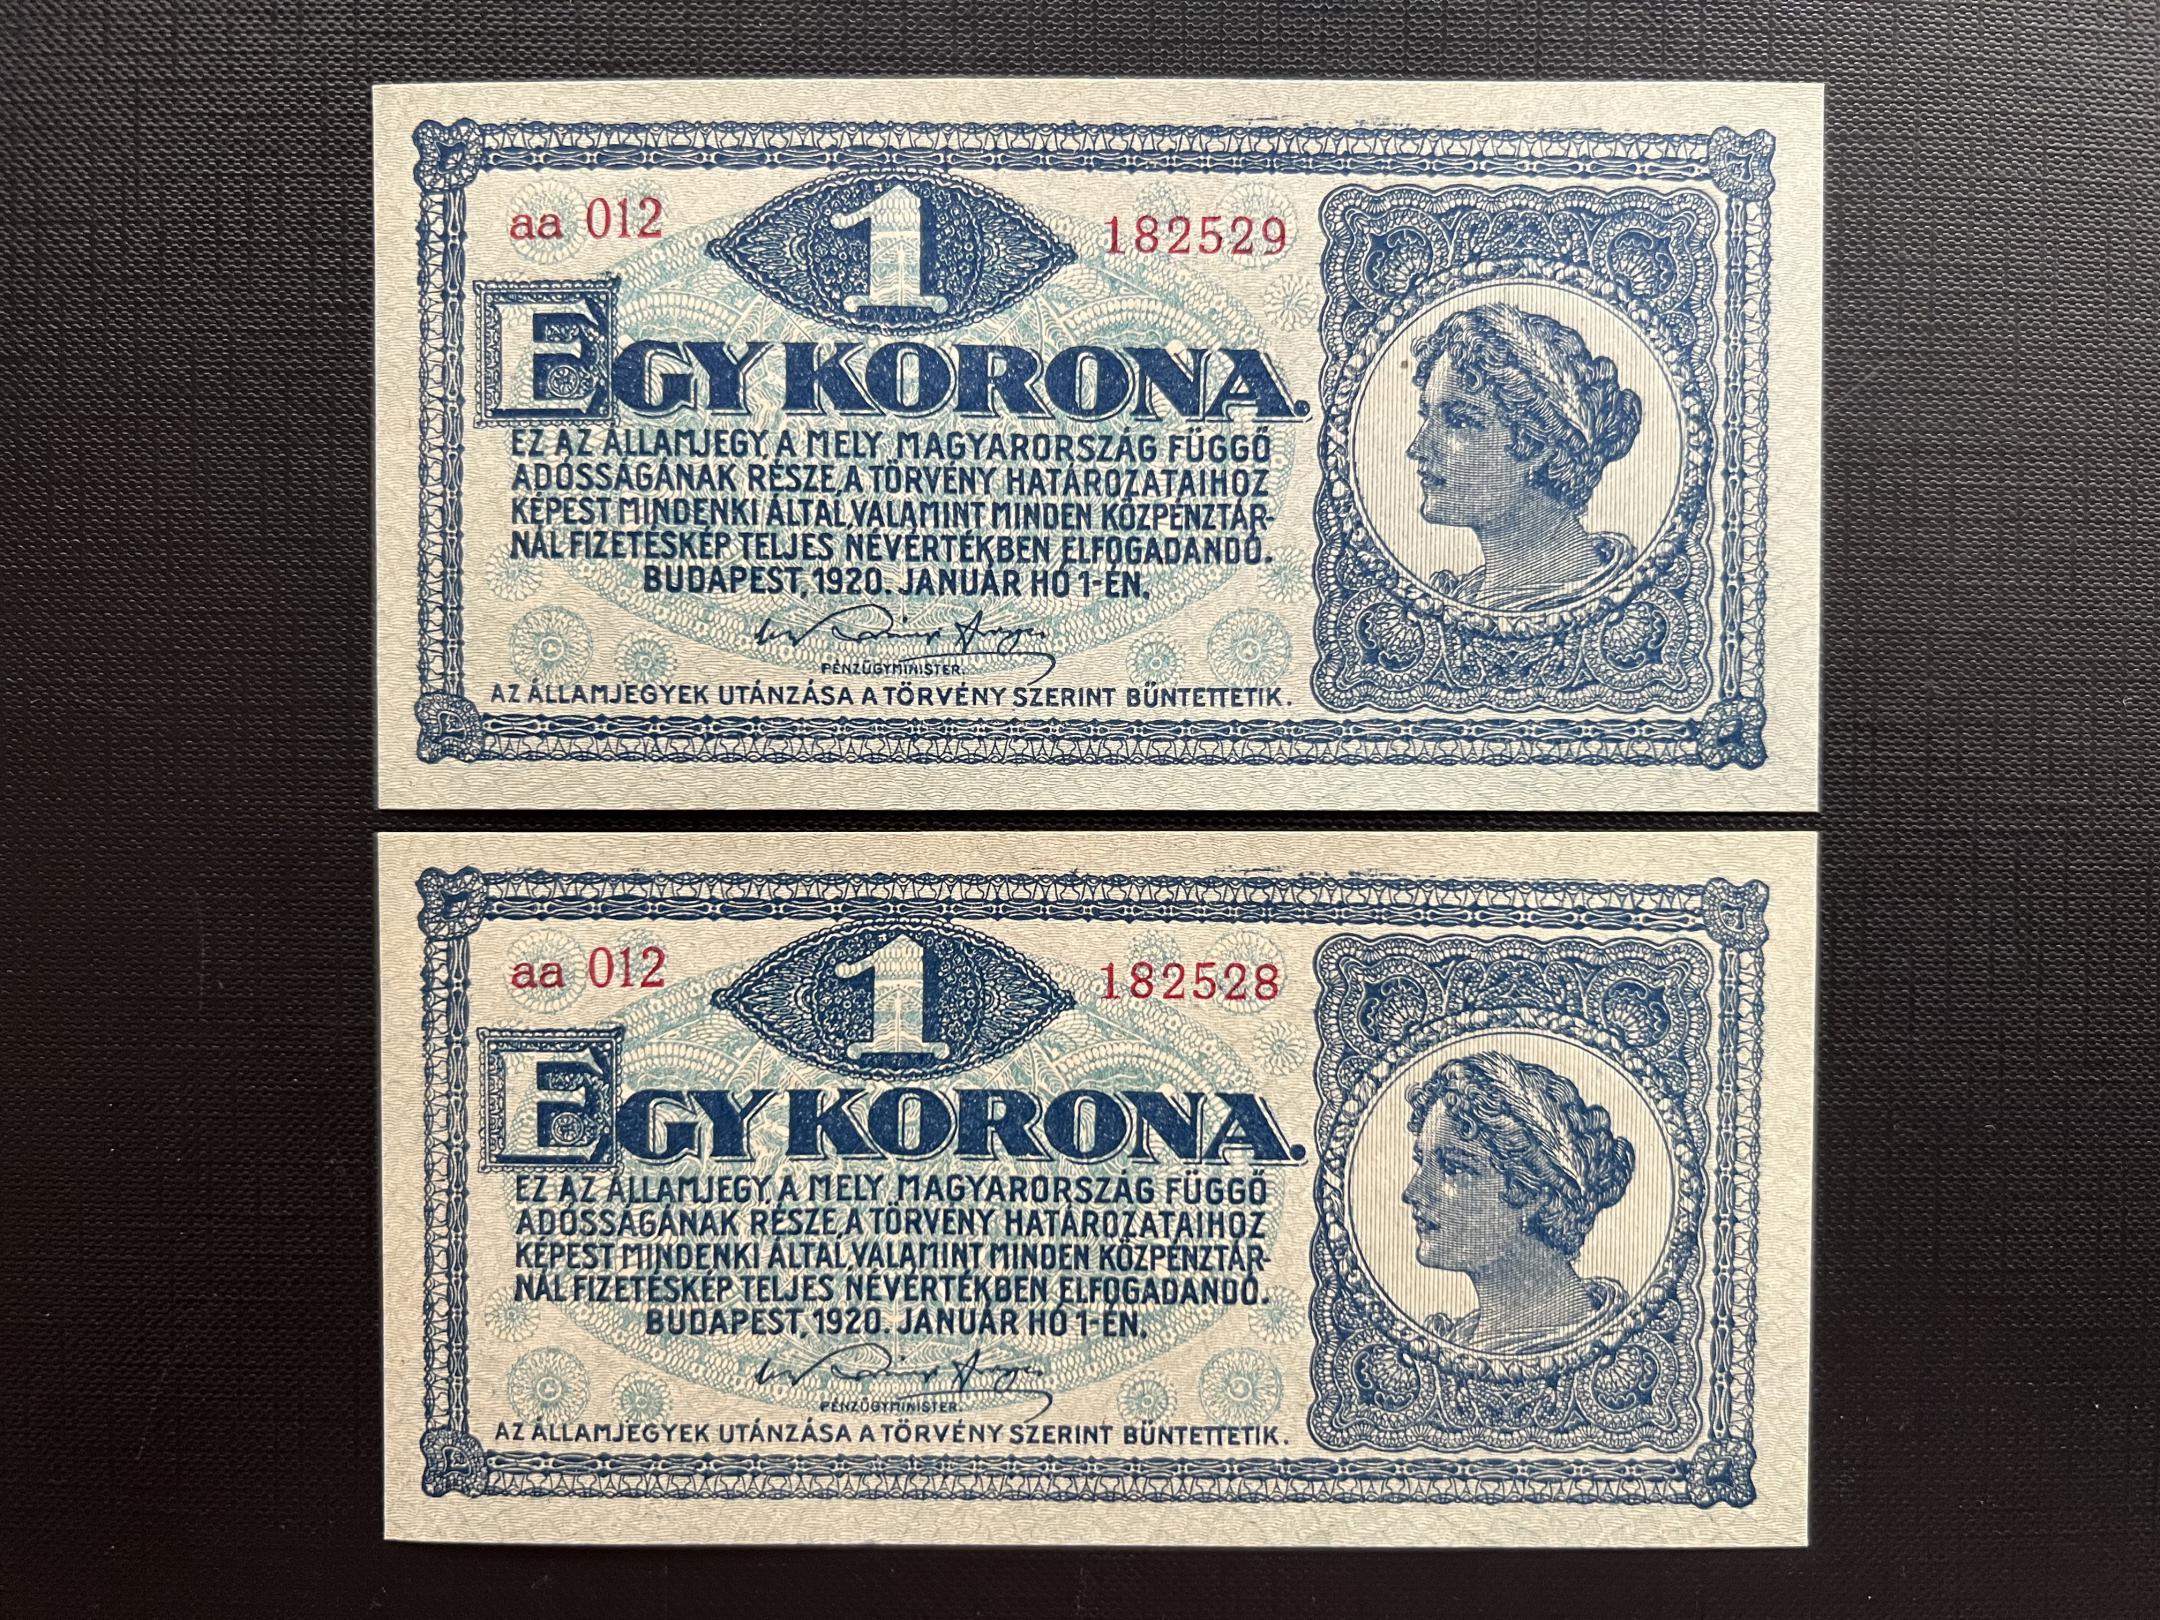 aa 012
1
182529
EGY KORONA.
EZ AZ ÁLLAMJEGY, A MELY MAGYARORSZÁG FÜGGŐ
ADÓSSÁGÁNAK RÉSZE, A TÖRVÉNY HATÁROZATAIHOZ
KÉPEST MINDENKI ÁLTAL, VALAMINT MINDEN KÖZPÉNZTÁR-
NÁL FIZETÉSKÉP TELJES NÉVÉRTÉKBEN ELFOGADANDÓ.
BUDAPEST, 1920. JANUÁR HÓ 1-ÉN.
PÉNZÜGYMINISTER.
AZ ÁLLAMJEGYEK UTÁNZÁSA A TÖRVÉNY SZERINT BÜNTETTETIK.
aa 012
1
182528
EGY KORONA.
EZ AZ ÁLLAMJEGY, A MELY MAGYARORSZÁG FÜGGŐ
ADÓSSÁGÁNAK RÉSZE, A TÖRVÉNY HATÁROZATAIHOZ
KÉPEST MINDENKI ÁLTAL, VALAMINT MINDEN KÖZPÉNZTÁR-
NÁL FIZETÉSKÉP TELJES NÉVÉRTÉKBEN ELFOGADANDÓ.
BUDAPEST, 1920. JANUÁR HÓ 1-ÉN.
PÉNZÜGYMINISTER.
AZ ÁLLAMJEGYEK UTÁNZÁSA A TÖRVÉNY SZERINT BÜNTETTETIK.